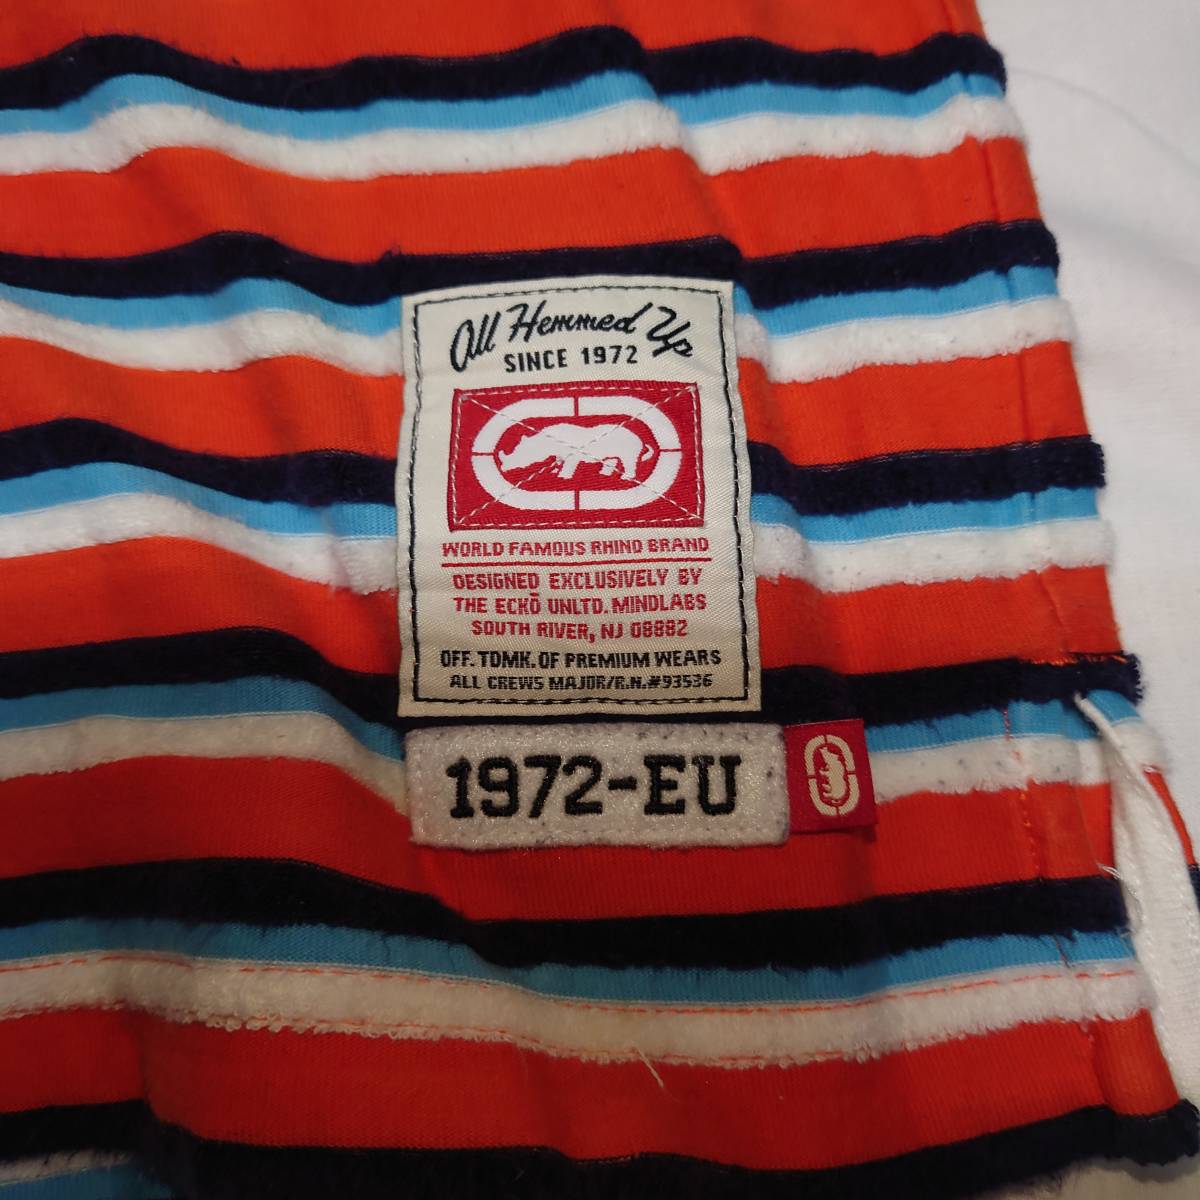 All Hemmed Up
SINCE 1972
WORLD FAMOUS RHINO BRAND
DESIGNED EXCLUSIVELY BY
THE ECKŌ UNLTD. MINDLABS
SOUTH RIVER, NJ 08882
OFF. TDMK. OF PREMIUM WEARS
ALL CREWS MAJOR/R.N.#93536
1972-EU